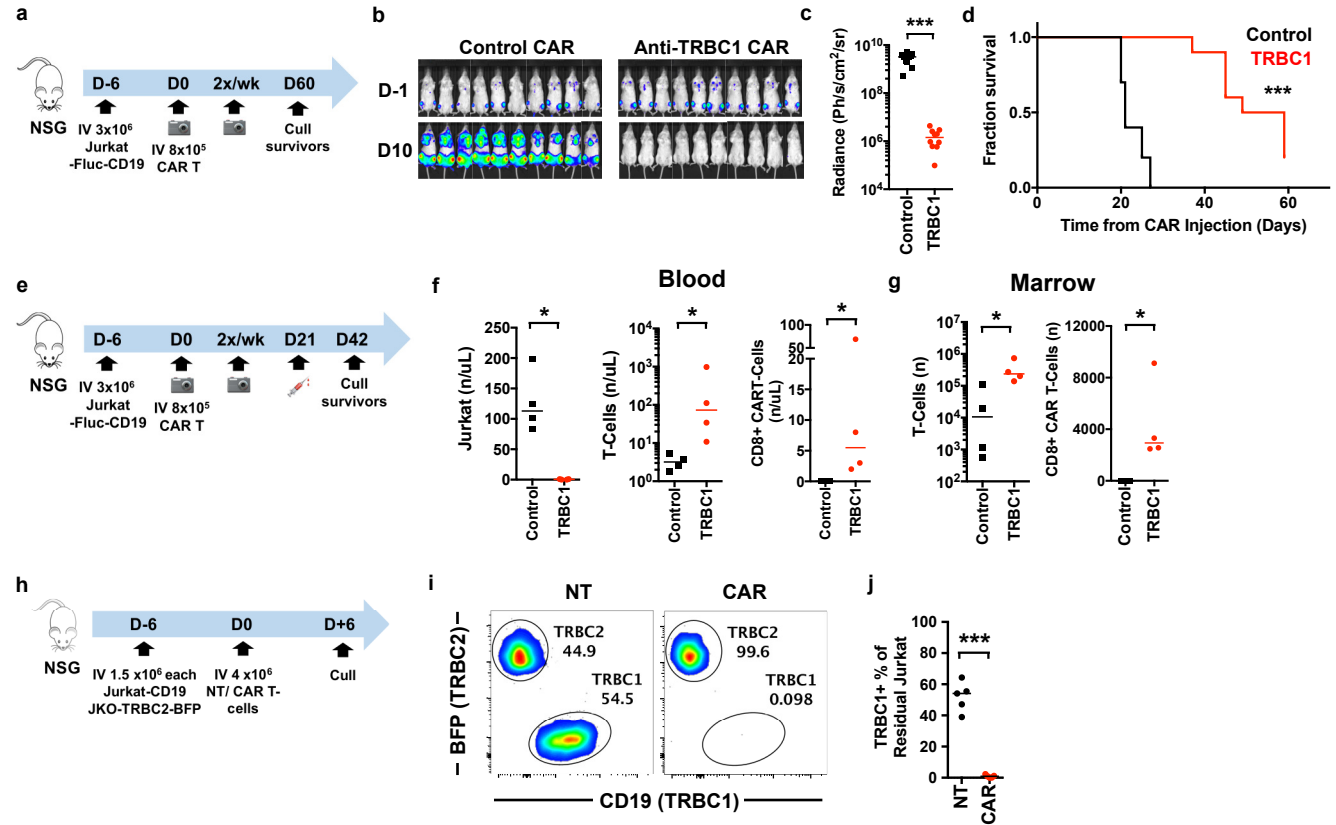 a
D-6 D0 2x/wk D60
NSG
IV 3x10⁶
Jurkat
-Fluc-CD19
IV 8x10⁵
CAR T
Cull
survivors
b
Control CAR Anti-TRBC1 CAR
D-1
D10
c
***
Radiance (Ph/s/cm²/sr)
10¹⁰
10⁸
10⁶
10⁴
Control
TRBC1
d
Control
TRBC1
***
Fraction survival
1.0
0.5
0.0
0 20 40 60
Time from CAR Injection (Days)
e
D-6 D0 2x/wk D21 D42
NSG
IV 3x10⁶
Jurkat
-Fluc-CD19
IV 8x10⁵
CAR T
Cull
survivors
f
Blood
*
Jurkat (n/uL)
250
200
150
100
50
0
Control
TRBC1
*
T-Cells (n/uL)
10⁴
10³
10²
10¹
10⁰
Control
TRBC1
*
CD8+ CART-Cells
(n/uL)
100
75
50
20
15
10
5
0
Control
TRBC1
g
Marrow
*
T-Cells (n)
10⁷
10⁶
10⁵
10⁴
10³
10²
Control
TRBC1
*
CD8+ CAR T-Cells (n)
12000
8000
4000
0
Control
TRBC1
h
D-6 D0 D+6
NSG
IV 1.5 x10⁶ each
Jurkat-CD19
JKO-TRBC2-BFP
IV 4 x10⁶
NT/ CAR T-
cells
Cull
i
NT CAR
BFP (TRBC2)
TRBC2
44.9
TRBC1
54.5
TRBC2
99.6
TRBC1
0.098
CD19 (TRBC1)
j
***
TRBC1+ % of
Residual Jurkat
100
80
60
40
20
0
NT
CAR